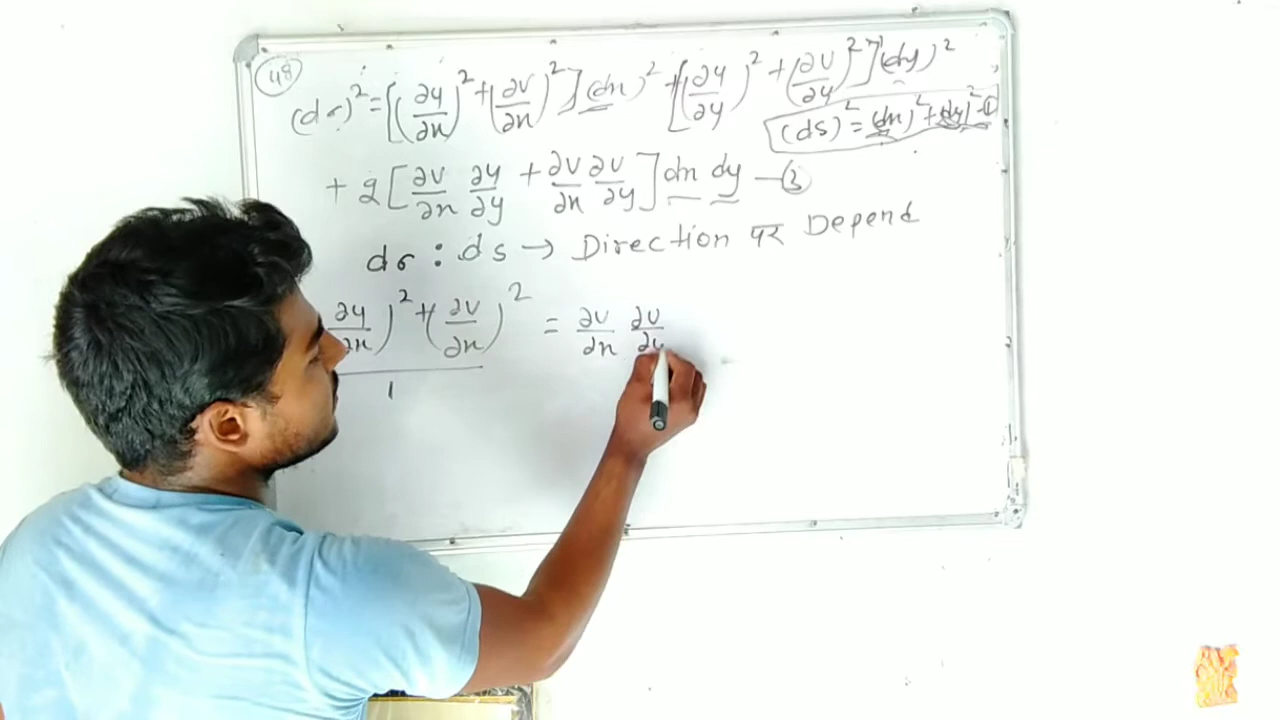 48
(dσ)² = [(∂u/∂x)² + (∂v/∂x)²](dx)² + [(∂u/∂y)² + (∂v/∂y)²](dy)²
(ds)² = (dx)² + (dy)² - ①
+ 2[∂u/∂x ∂u/∂y + ∂v/∂x ∂v/∂y] dx dy - ③
dσ : ds → Direction पर Depend
∂u/∂x)² + (∂v/∂x)² / 1 = ∂u/∂x ∂u/∂y